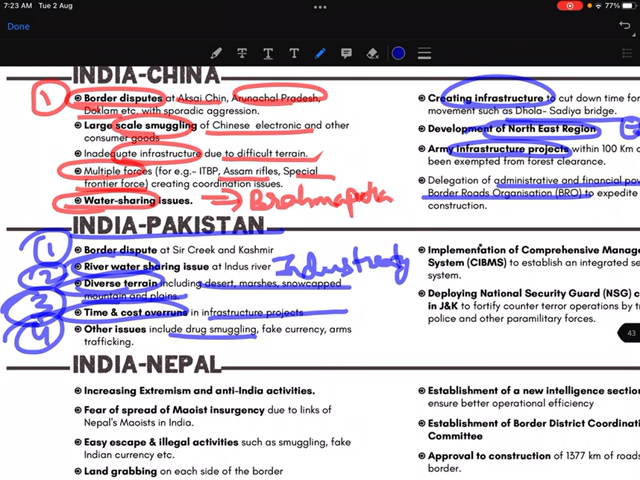 7:23 AM Tue 2 Aug
77%
Done
INDIA-CHINA
1
Border disputes at Aksai Chin, Arunachal Pradesh,
Doklam etc, with sporadic aggression.
Large scale smuggling of Chinese electronic and other
consumer goods
Inadequate infrastructure due to difficult terrain.
Multiple forces (for e.g.- ITBP, Assam rifles, Special
frontier force) creating coordination issues.
Water-sharing issues.
Creating infrastructure to cut down time for
movement such as Dhola- Sadiya bridge.
Development of North East Region
Army infrastructure projects within 100 Km
been exempted from forest clearance.
Delegation of administrative and financial
Border Roads Organisation (BRO) to expedite
construction.
INDIA-PAKISTAN
1
Border dispute at Sir Creek and Kashmir
2
River water sharing issue at Indus river
3
Diverse terrain including desert, marshes, snowcapped
mountain and plains.
Time & cost overruns in infrastructure projects
4
Other issues include drug smuggling, fake currency, arms
trafficking.
Implementation of Comprehensive
System (CIBMS) to establish an integrated
system.
Deploying National Security Guard (NSG)
in J&K to fortify counter terror operations by
police and other paramilitary forces.
43
INDIA-NEPAL
Increasing Extremism and anti-India activities.
Fear of spread of Maoist insurgency due to links of
Nepal's Maoists in India.
Easy escape & illegal activities such as smuggling, fake
Indian currency etc.
Land grabbing on each side of the border
Establishment of a new intelligence
ensure better operational efficiency
Establishment of Border District
Committee
Approval to construction of 1377 km of
border.